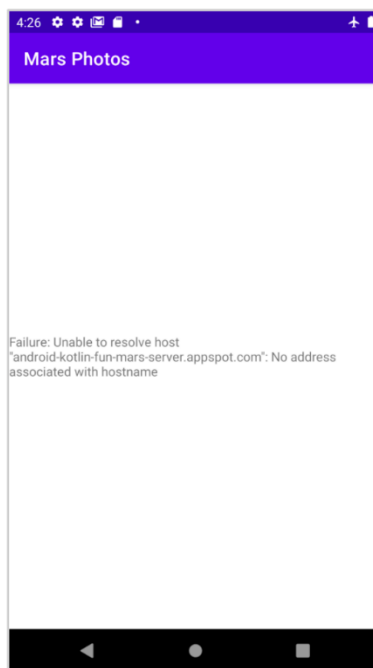 4:26
Mars Photos
Failure: Unable to resolve host
"android-kotlin-fun-mars-server.appspot.com": No address
associated with hostname